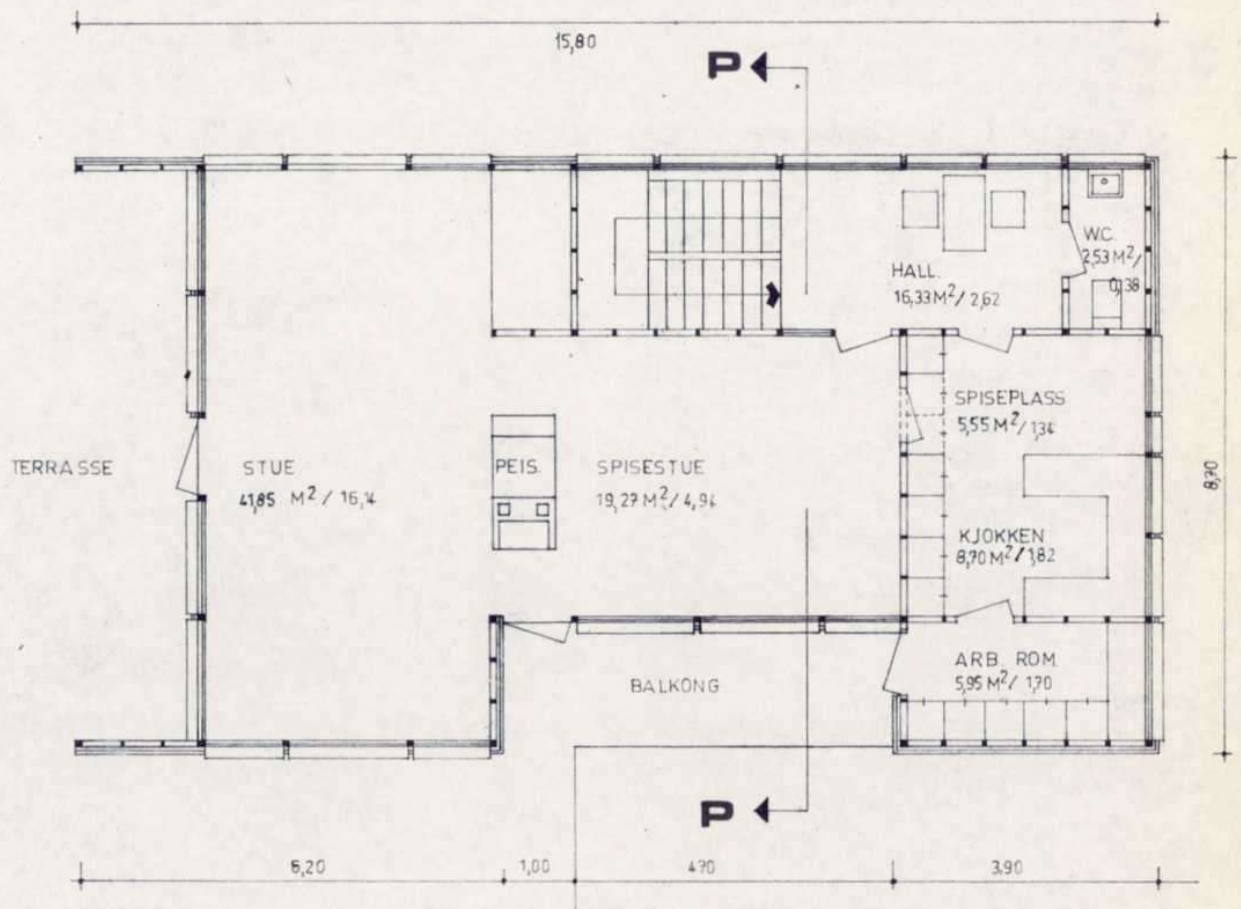 15,80
P
HALL.
16,33 M²/ 2,62
W.C.
2,53 M²/
0,38
SPISEPLASS
5,55 M²/ 1,34
TERRASSE
STUE
41,85 M² / 16,14
PEIS.
SPISESTUE
19,27 M²/ 4,94
8,70
KJOKKEN
8,70 M²/ 1,82
ARB. ROM
5,95 M²/ 1,70
BALKONG
P
6,20
1,00
4,70
3,90